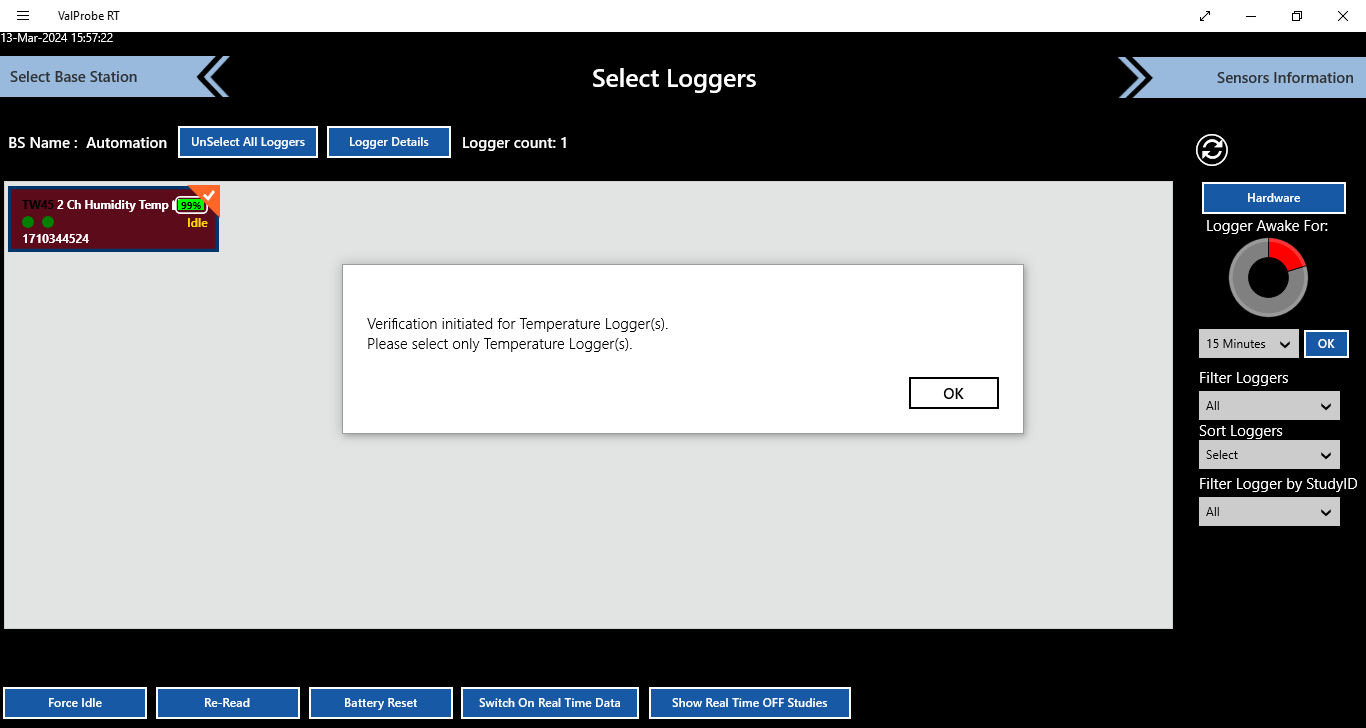 ValProbe RT
13-Mar-2024 15:57:22
Select Base Station
Select Loggers
Sensors Information
BS Name : Automation
UnSelect All Loggers
Logger Details
Logger count: 1
TW45 2 Ch Humidity Temp
99%
Idle
1710344524
Hardware
Logger Awake For:
15 Minutes
OK
Filter Loggers
All
Sort Loggers
Select
Filter Logger by StudyID
All
Verification initiated for Temperature Logger(s).
Please select only Temperature Logger(s).
OK
Force Idle
Re-Read
Battery Reset
Switch On Real Time Data
Show Real Time OFF Studies